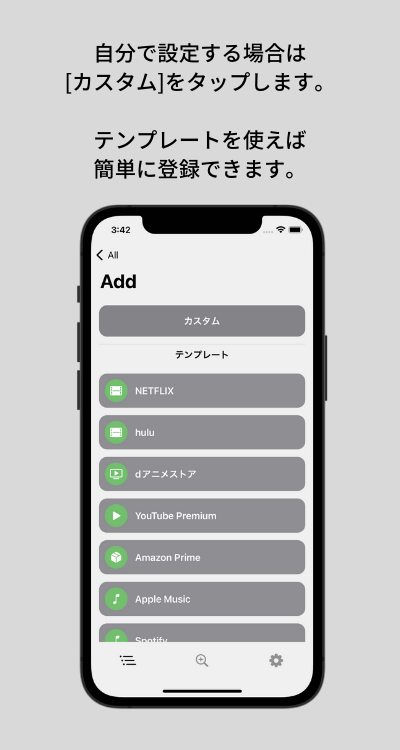 自分で設定する場合は
[カスタム]をタップします。
テンプレートを使えば
簡単に登録できます。
3:42
All
Add
カスタム
テンプレート
NETFLIX
hulu
dアニメストア
YouTube Premium
Amazon Prime
Apple Music
Spotify